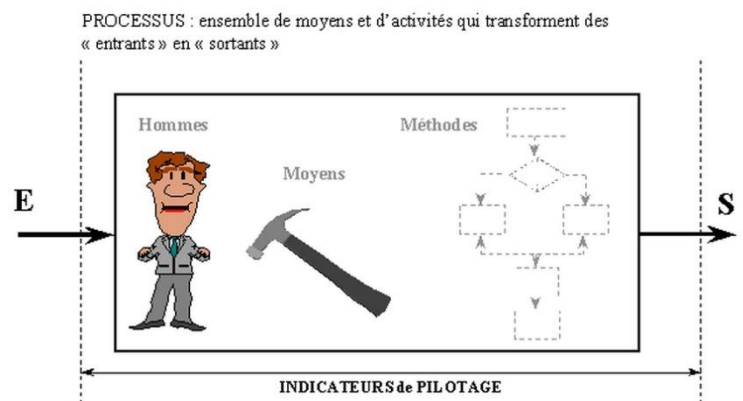 PROCESSUS : ensemble de moyens et d'activités qui transforment des
« entrants » en « sortants »
Hommes
Méthodes
Moyens
E
S
INDICATEURS de PILOTAGE